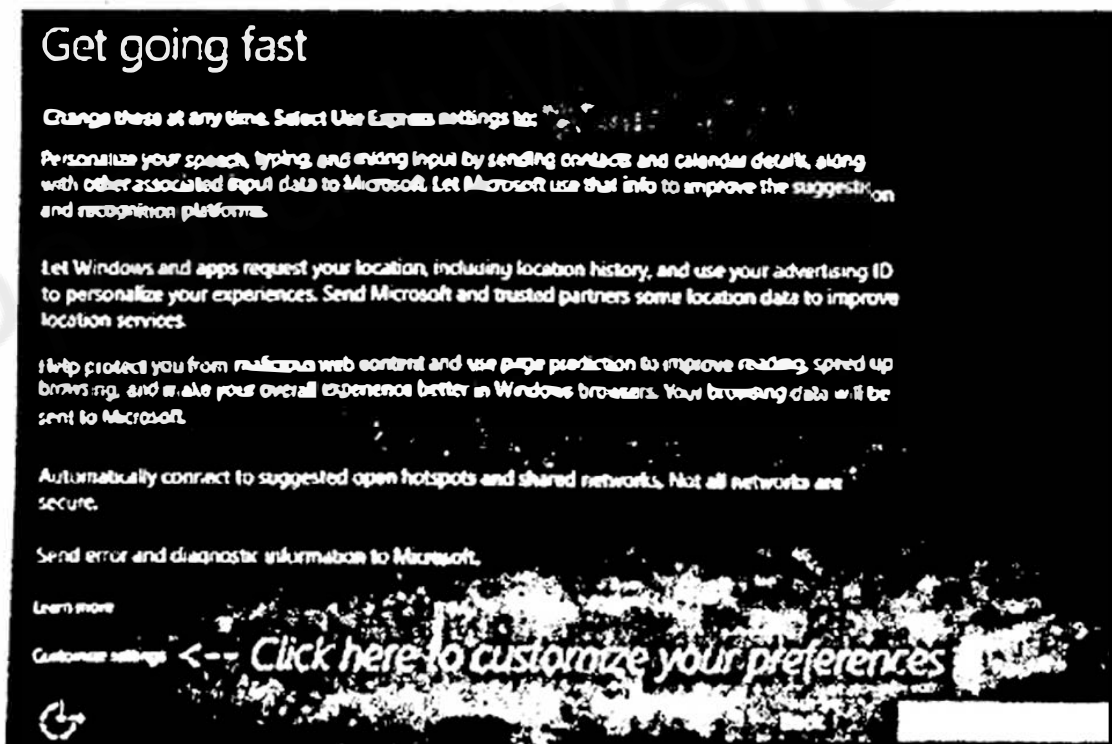 Get going fast
Change these at any time. Select Use Express settings to:
Personalize your speech, typing, and inking input by sending contacts and calendar details, along
with other associated input data to Microsoft. Let Microsoft use that info to improve the suggestion
and recognition platforms.
Let Windows and apps request your location, including location history, and use your advertising ID
to personalize your experiences. Send Microsoft and trusted partners some location data to improve
location services.
Help protect you from malicious web content and use page prediction to improve reading, speed up
browsing, and make your overall experience better in Windows browsers. Your browsing data will be
sent to Microsoft.
Automatically connect to suggested open hotspots and shared networks. Not all networks are
secure.
Send error and diagnostic information to Microsoft.
Learn more
Customize settings <-- Click here to customize your preferences
Back